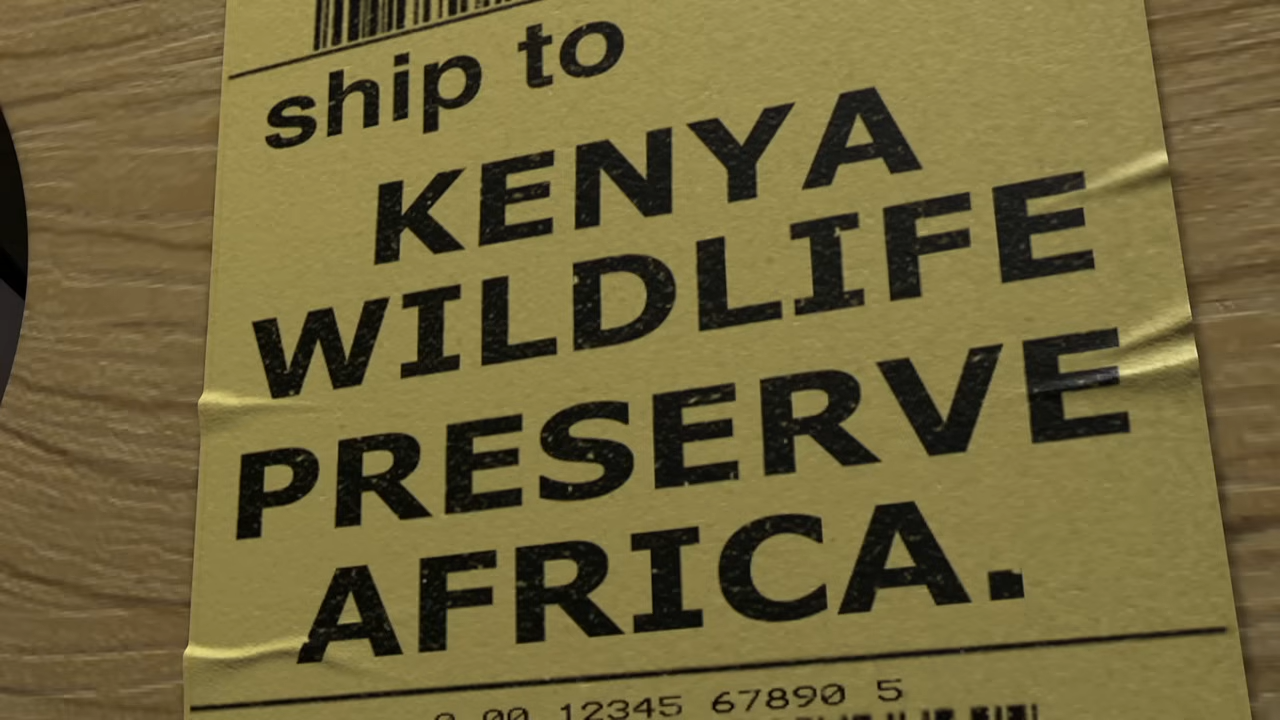 ship to
KENYA
WILDLIFE
PRESERVE
AFRICA.
0 00 12345 67890 5